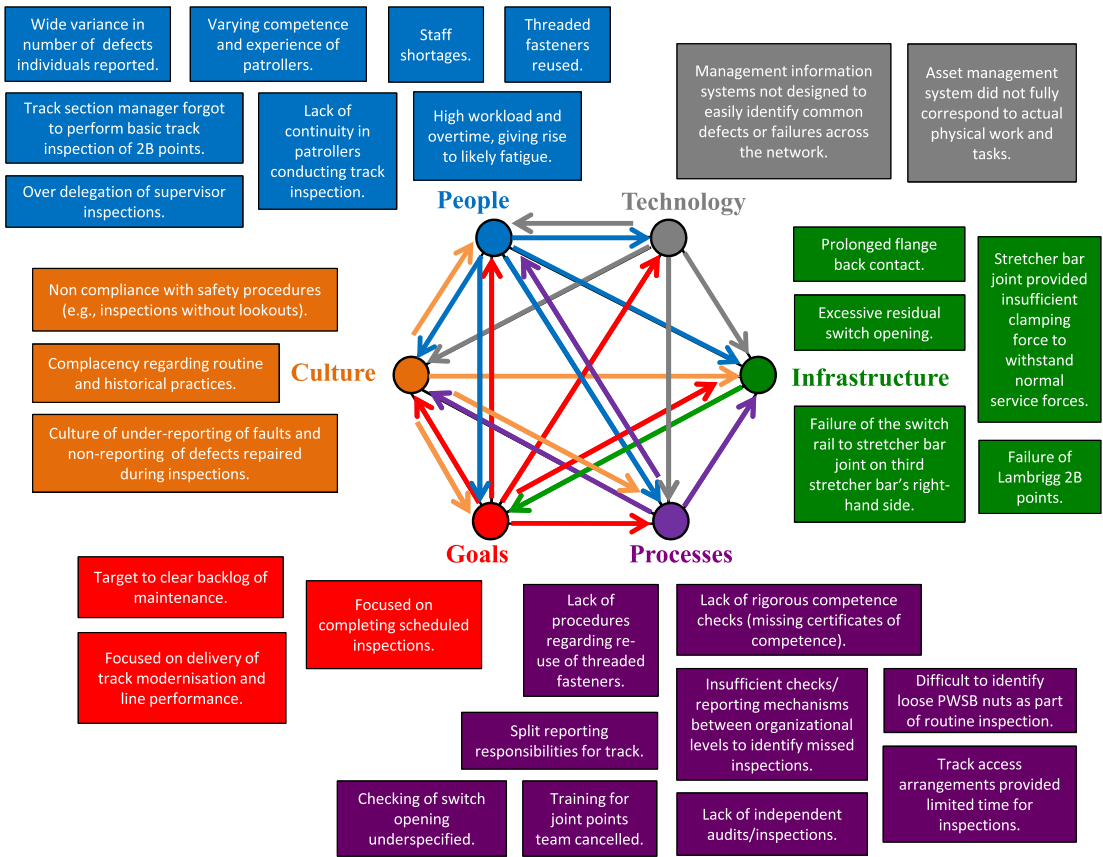 Wide variance in
number of defects
individuals reported.
Varying competence
and experience of
patrollers.
Staff
shortages.
Threaded
fasteners
reused.
Track section manager forgot
to perform basic track
inspection of 2B points.
Lack of
continuity in
patrollers
conducting track
inspection.
High workload and
overtime, giving rise
to likely fatigue.
Over delegation of supervisor
inspections.
Management information
systems not designed to
easily identify common
defects or failures across
the network.
Asset management
system did not fully
correspond to actual
physical work and
tasks.
People
Technology
Prolonged flange
back contact.
Excessive residual
switch opening.
Stretcher bar
joint provided
insufficient
clamping
force to
withstand
normal
service forces.
Non compliance with safety procedures
(e.g., inspections without lookouts).
Complacency regarding routine
and historical practices.
Culture of under-reporting of faults and
non-reporting of defects repaired
during inspections.
Culture
Infrastructure
Failure of the switch
rail to stretcher bar
joint on third
stretcher bar's right-
hand side.
Failure of
Lambrigg 2B
points.
Goals
Processes
Target to clear backlog of
maintenance.
Focused on
completing scheduled
inspections.
Focused on delivery of
track modernisation and
line performance.
Lack of
procedures
regarding re-
use of threaded
fasteners.
Lack of rigorous competence
checks (missing certificates of
competence).
Insufficient checks/
reporting mechanisms
between organizational
levels to identify missed
inspections.
Difficult to identify
loose PWSB nuts as part
of routine inspection.
Split reporting
responsibilities for track.
Track access
arrangements provided
limited time for
inspections.
Checking of switch
opening
underspecified.
Training for
joint points
team cancelled.
Lack of independent
audits/inspections.